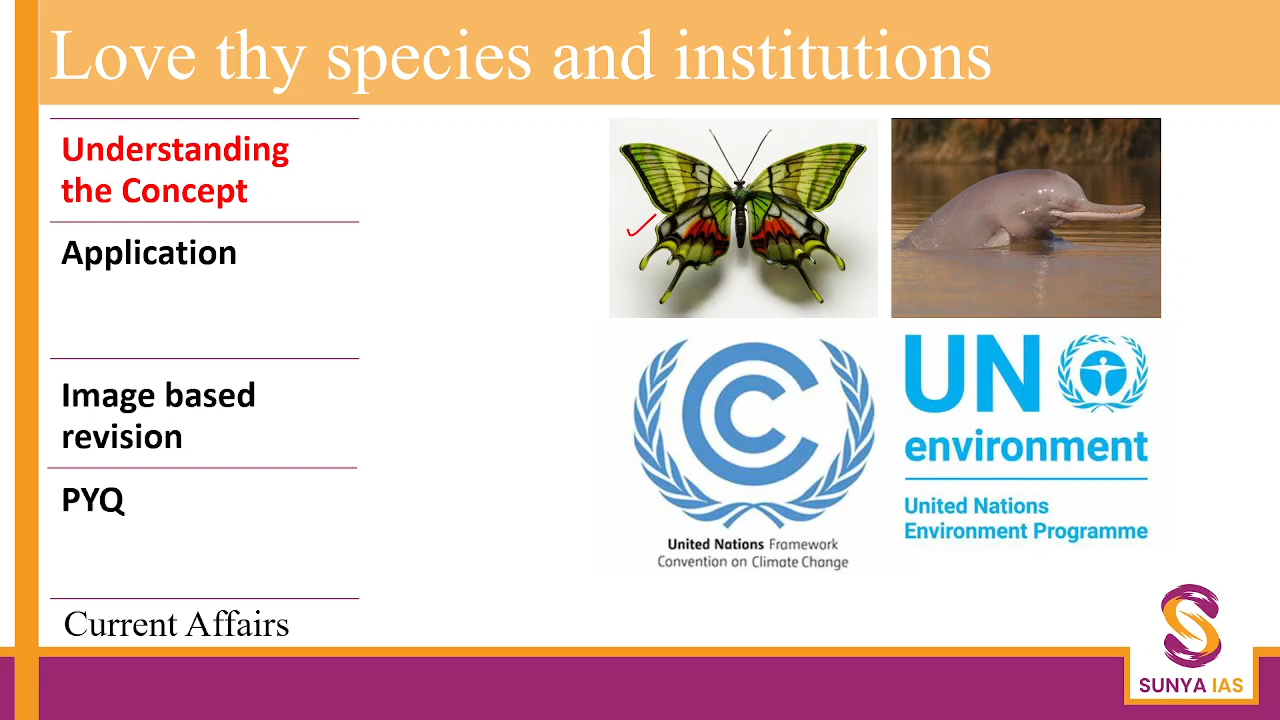 Love thy species and institutions
Understanding
the Concept
Application
Image based
revision
PYQ
Current Affairs
United Nations Framework
Convention on Climate Change
UN
environment
United Nations
Environment Programme
SUNYA IAS